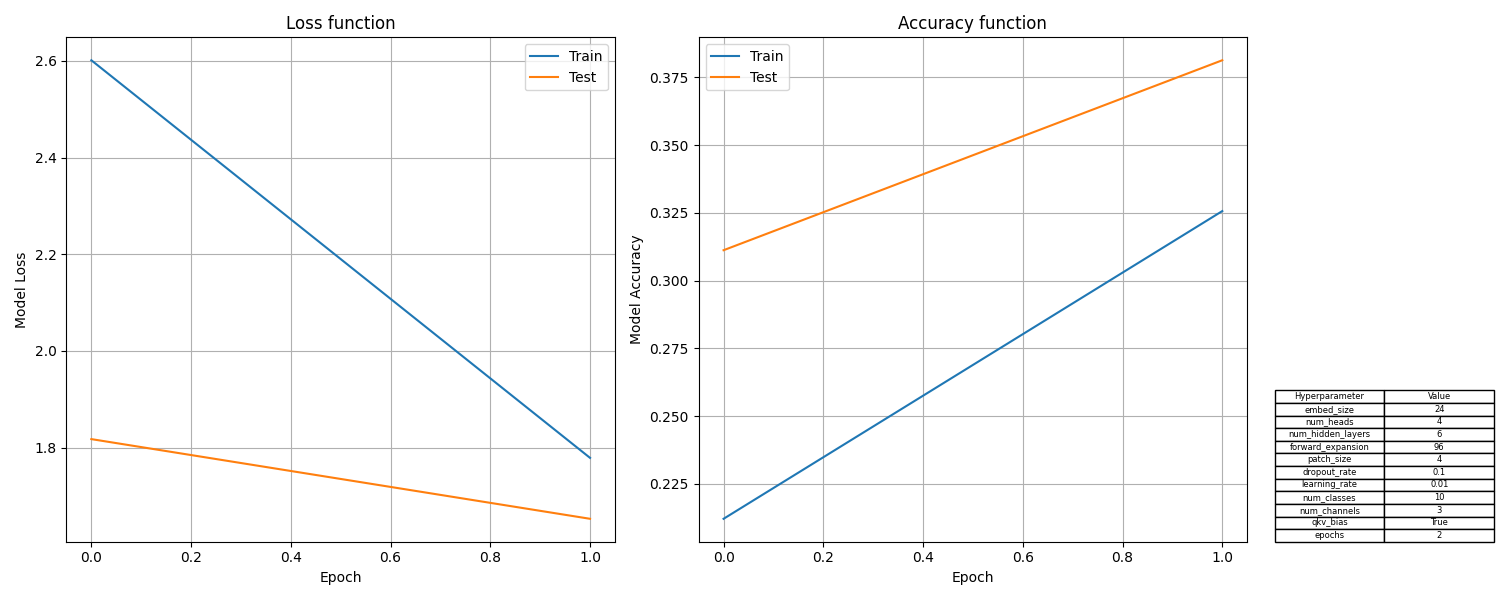 Loss function
Train
Test
2.6
2.4
2.2
2.0
1.8
Model Loss
0.0 0.2 0.4 0.6 0.8 1.0
Epoch
Accuracy function
Train
Test
0.375
0.350
0.325
0.300
0.275
0.250
0.225
Model Accuracy
0.0 0.2 0.4 0.6 0.8 1.0
Epoch
Hyperparameter Value
embed_size 24
num_heads 4
num_hidden_layers 6
forward_expansion 96
patch_size 4
dropout_rate 0.1
learning_rate 0.01
num_classes 10
num_channels 3
qkv_bias True
epochs 2